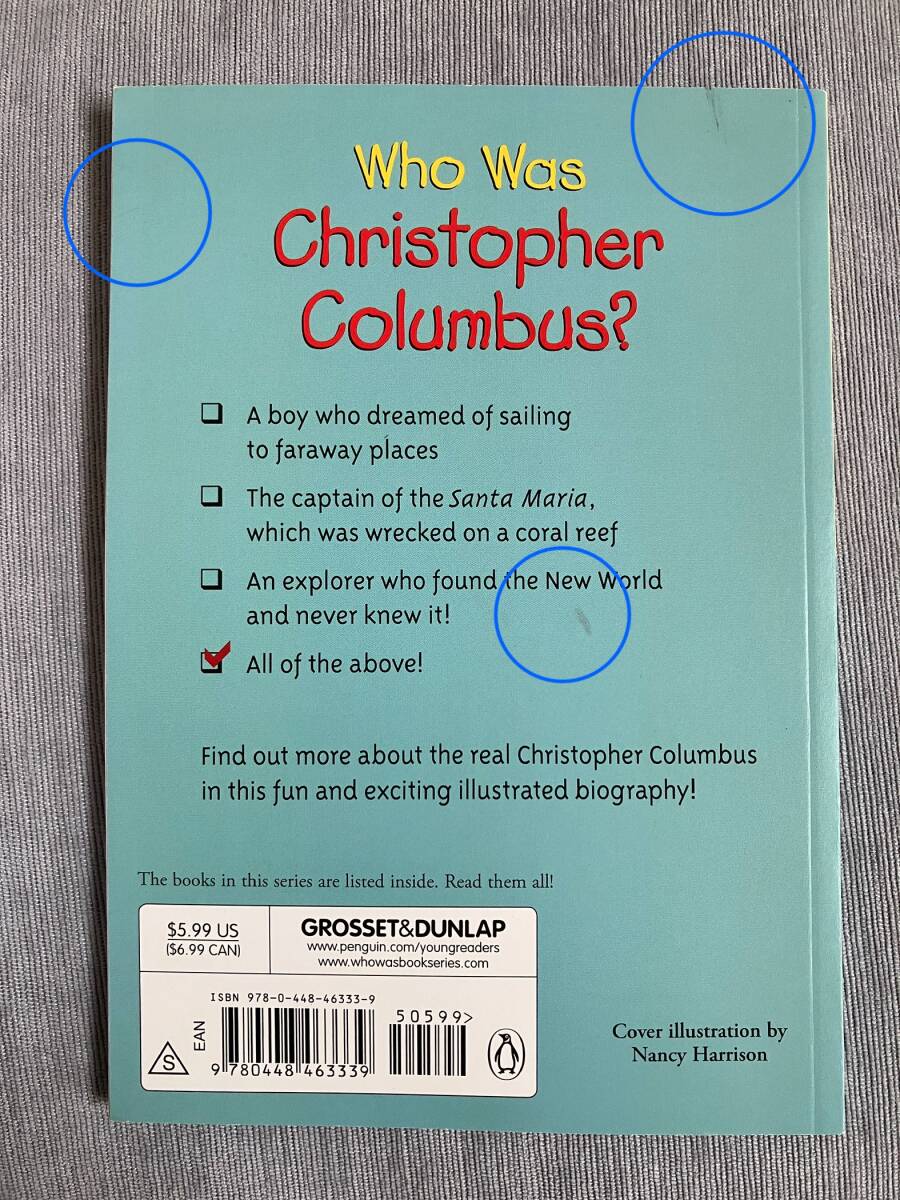 Who Was
Christopher
Columbus?
❑ A boy who dreamed of sailing
to faraway places
❑ The captain of the Santa Maria,
which was wrecked on a coral reef
❑ An explorer who found the New World
and never knew it!
☑ All of the above!
Find out more about the real Christopher Columbus
in this fun and exciting illustrated biography!
The books in this series are listed inside. Read them all!
$5.99 US
($6.99 CAN)
GROSSET&DUNLAP
www.penguin.com/youngreaders
www.whowasbookseries.com
ISBN 978-0-448-46333-9
50599>
EAN
S
9 780448 463339
Cover illustration by
Nancy Harrison